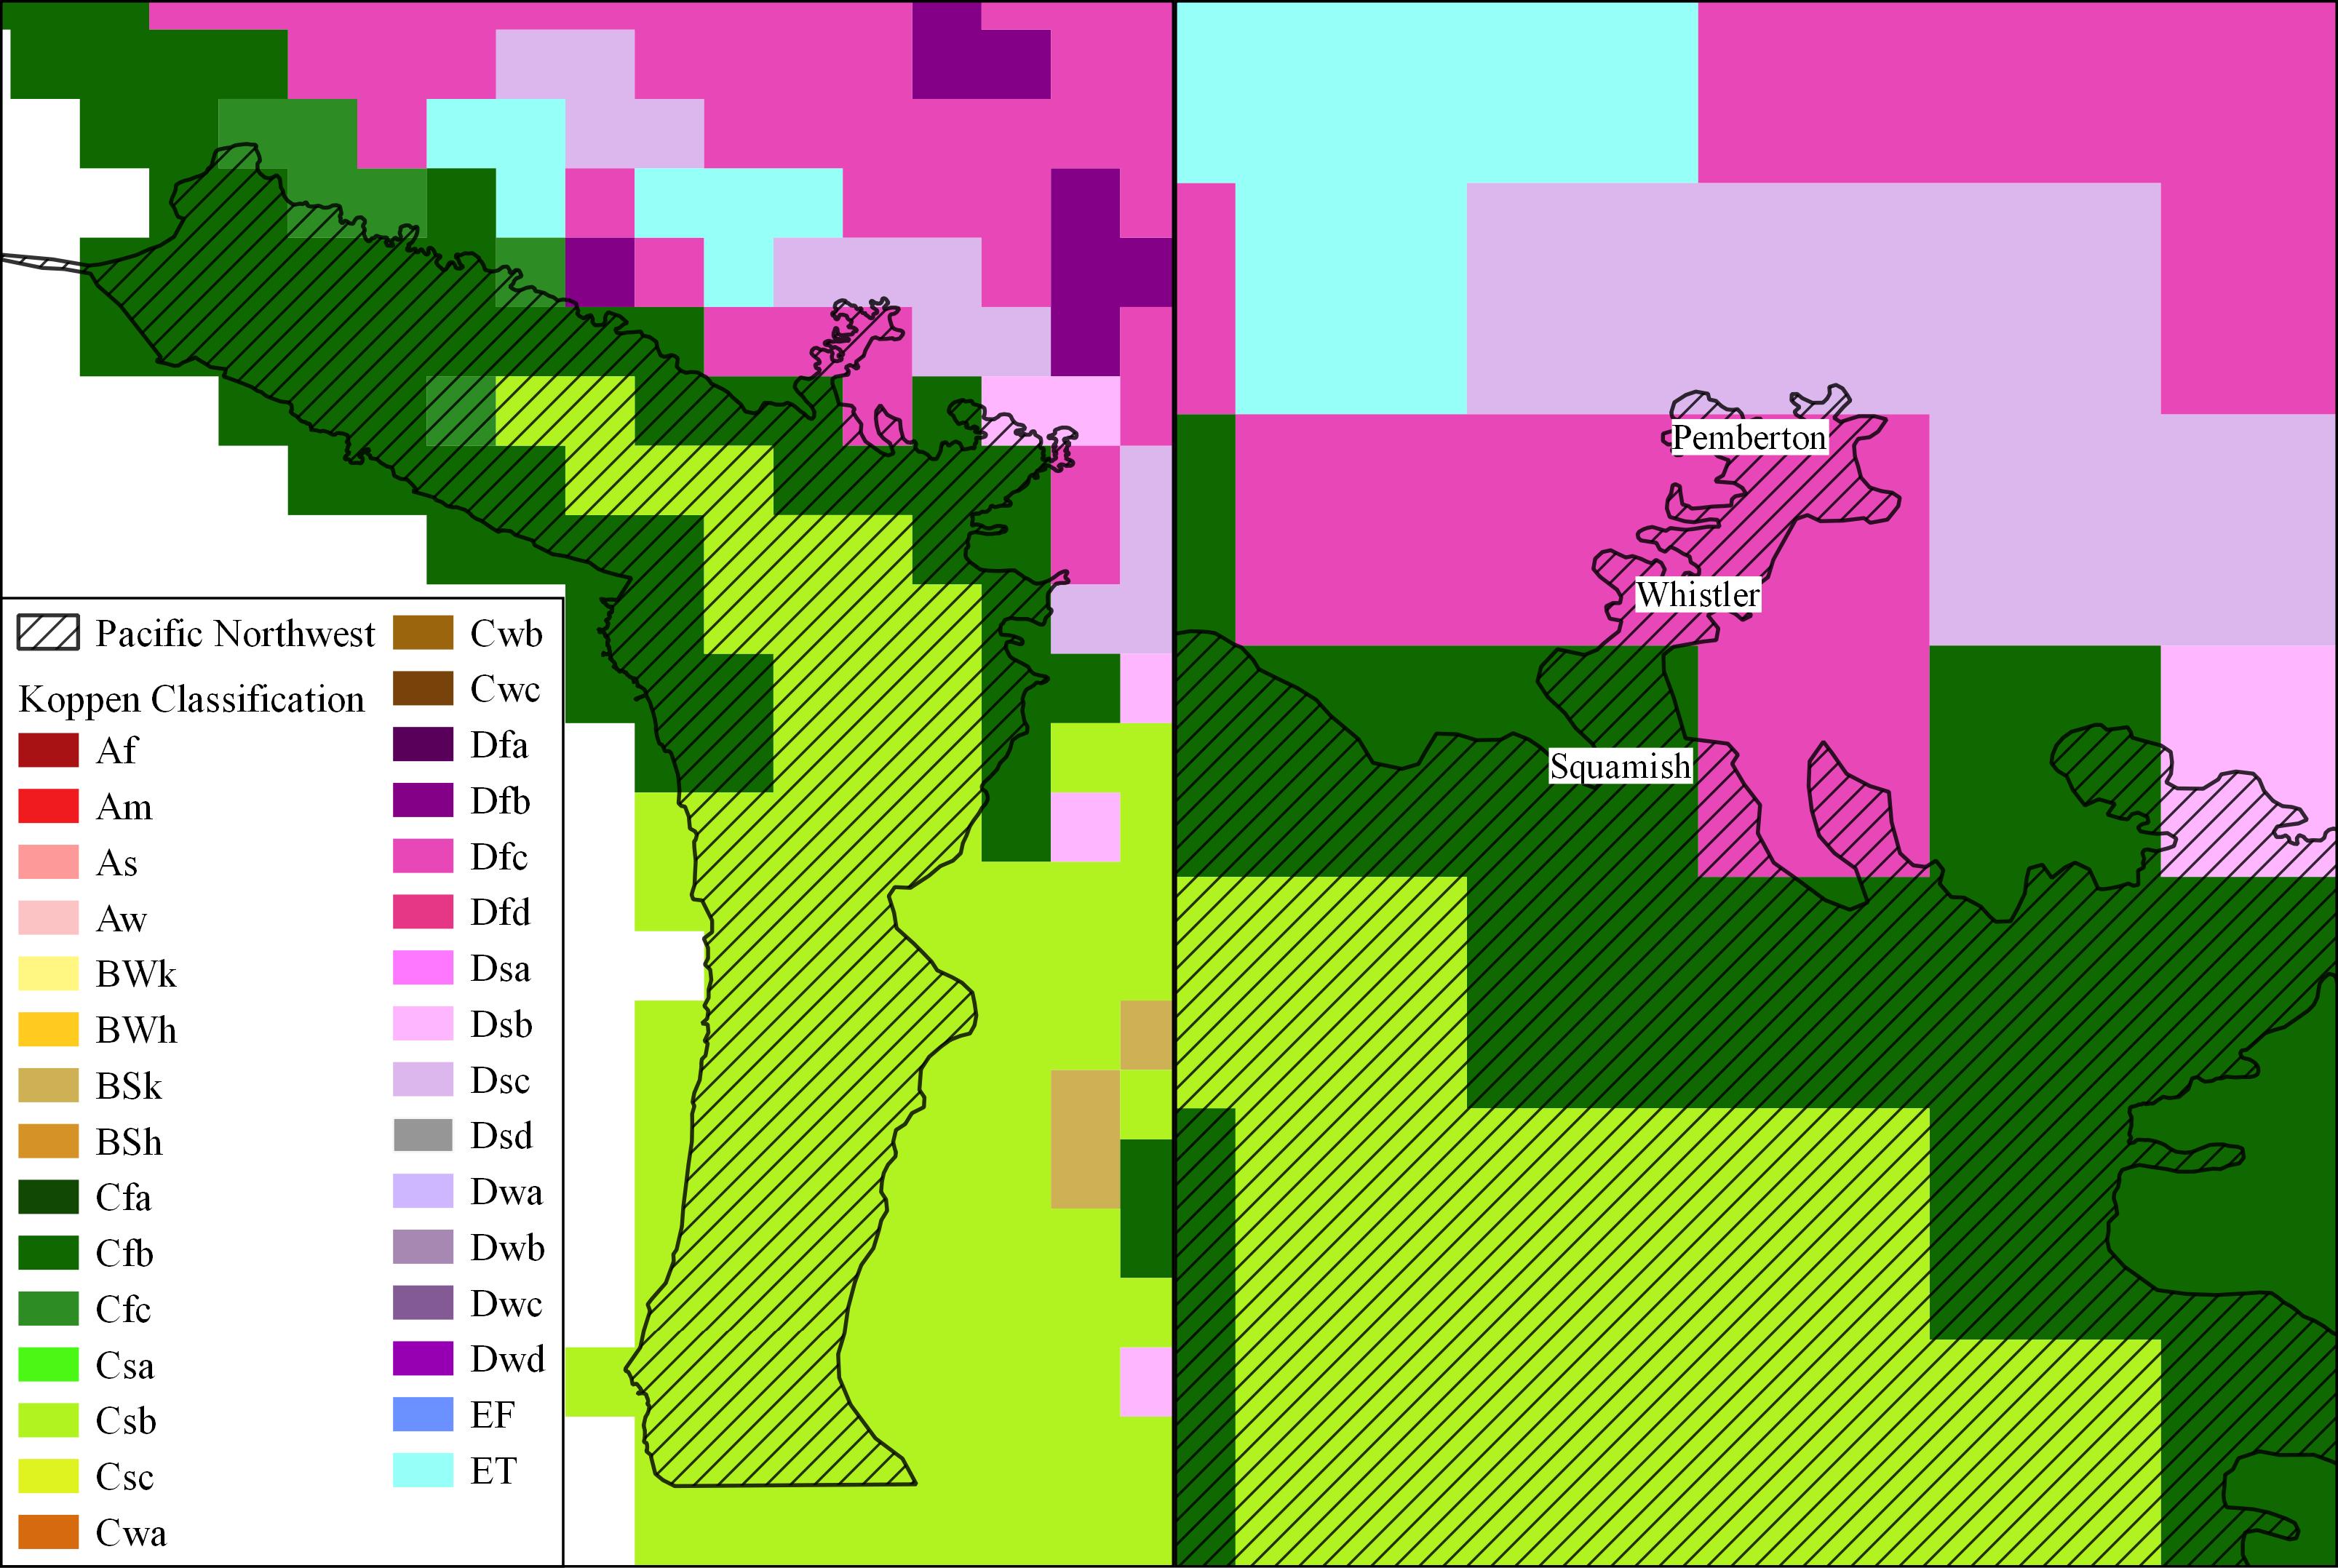 Pacific Northwest
Koppen Classification
Af
Am
As
Aw
BWk
BWh
BSk
BSh
Cfa
Cfb
Cfc
Csa
Csb
Csc
Cwa
Cwb
Cwc
Dfa
Dfb
Dfc
Dfd
Dsa
Dsb
Dsc
Dsd
Dwa
Dwb
Dwc
Dwd
EF
ET
Pemberton
Whistler
Squamish